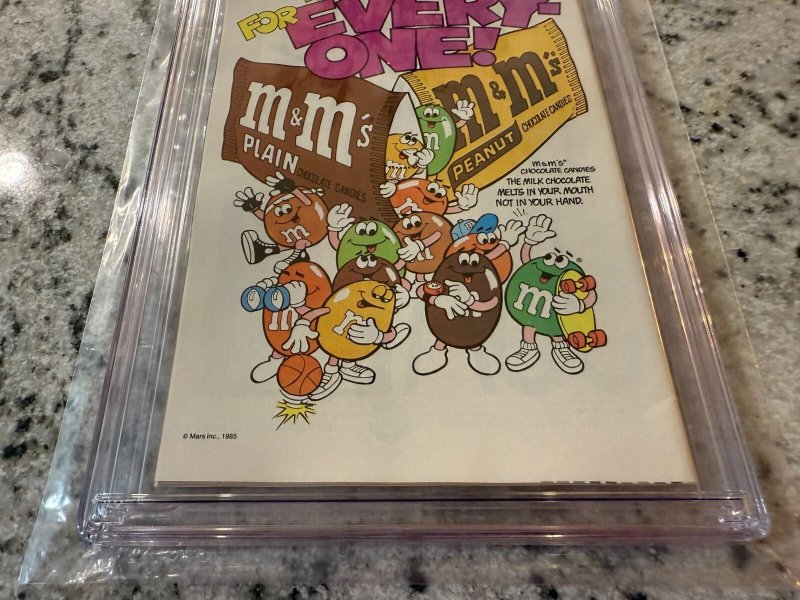 FOR EVERY-
ONE!
m&m's
PLAIN
CHOCOLATE CANDIES
m&m's
PEANUT
CHOCOLATE CANDIES
m&m's®
CHOCOLATE CANDIES
THE MILK CHOCOLATE
MELTS IN YOUR MOUTH
NOT IN YOUR HAND.
m
m
m
m
m
m
m
m
®
© Mars Inc., 1985